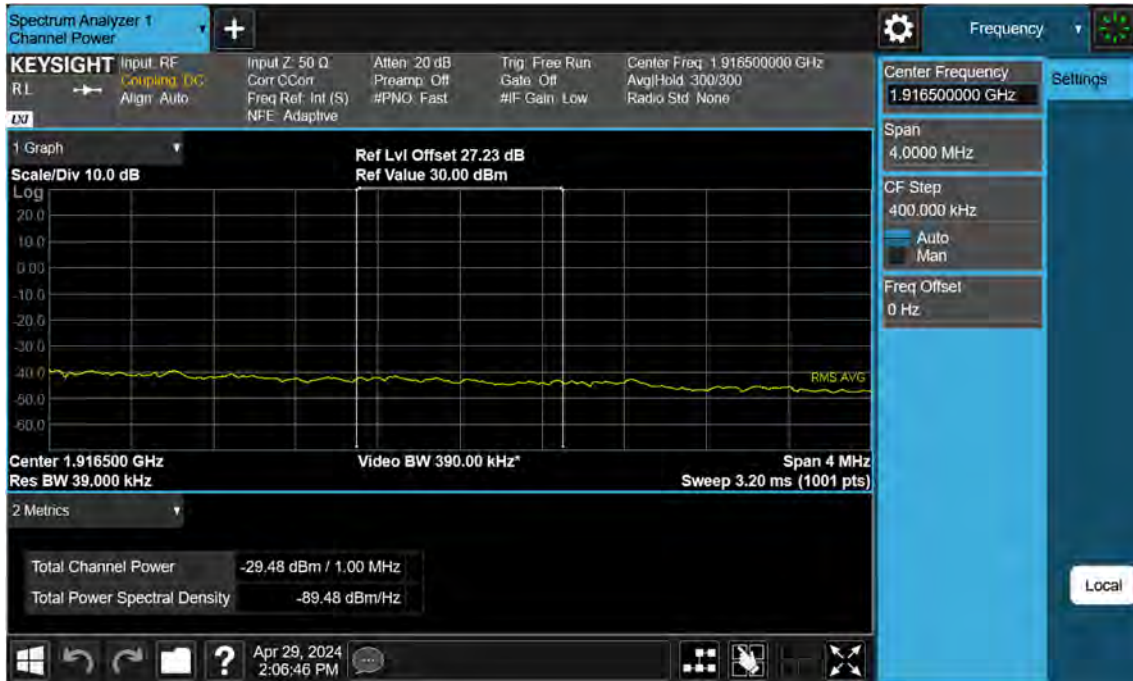 Spectrum Analyzer 1
Channel Power
+
Frequency
KEYSIGHT
Input: RF
Coupling: DC
Align: Auto
Input Z: 50 Ω
Corr CCorr
Freq Ref: Int (S)
NFE: Adaptive
Atten: 20 dB
Preamp: Off
#PNO: Fast
Trig: Free Run
Gate: Off
#IF Gain: Low
Center Freq: 1.916500000 GHz
Avg|Hold: 300/300
Radio Std: None
RL
LXI
Center Frequency
1.916500000 GHz
Settings
Span
4.0000 MHz
CF Step
400.000 kHz
Auto
Man
Freq Offset
0 Hz
1 Graph
Ref Lvl Offset 27.23 dB
Scale/Div 10.0 dB
Ref Value 30.00 dBm
Log
20.0
10.0
0.00
-10.0
-20.0
-30.0
-40.0
RMS AVG
-50.0
-60.0
Center 1.916500 GHz
Video BW 390.00 kHz*
Span 4 MHz
Res BW 39.000 kHz
Sweep 3.20 ms (1001 pts)
2 Metrics
Total Channel Power
-29.48 dBm / 1.00 MHz
Total Power Spectral Density
-89.48 dBm/Hz
Local
?
Apr 29, 2024
2:06:46 PM